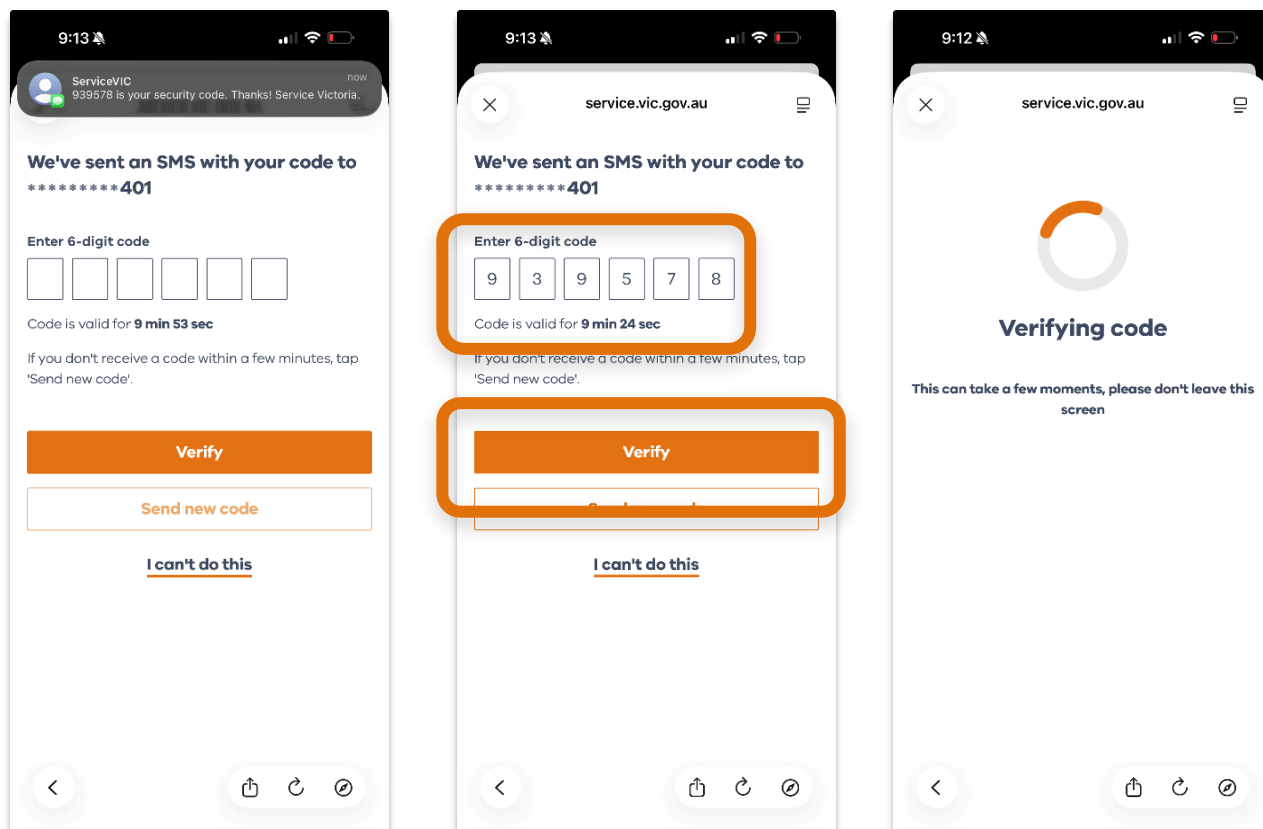 9:13
ServiceVIC
now
939578 is your security code. Thanks! Service Victoria.
We've sent an SMS with your code to
*********401
Enter 6-digit code
Code is valid for 9 min 53 sec
If you don't receive a code within a few minutes, tap
'Send new code'.
Verify
Send new code
I can't do this
9:13
service.vic.gov.au
We've sent an SMS with your code to
*********401
Enter 6-digit code
9 3 9 5 7 8
Code is valid for 9 min 24 sec
If you don't receive a code within a few minutes, tap
'Send new code'.
Verify
I can't do this
9:12
service.vic.gov.au
Verifying code
This can take a few moments, please don't leave this
screen